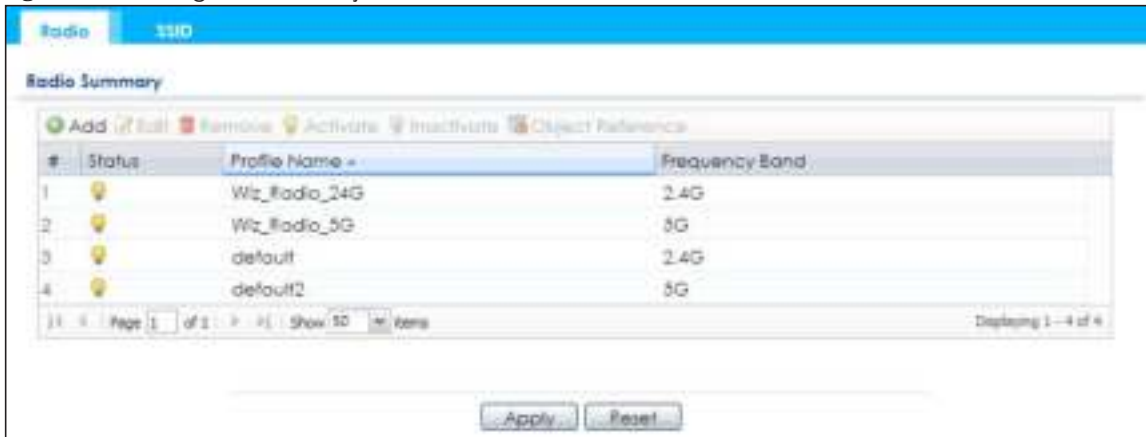 Radio SSID
Radio Summary
Add Edit Remove Activate Inactivate Object Reference
# Status Profile Name Frequency Band
1 Wiz_Radio_24G 2.4G
2 Wiz_Radio_5G 5G
3 default 2.4G
4 default2 5G
Page 1 of 1 Show 50 items Displaying 1 - 4 of 4
Apply Reset